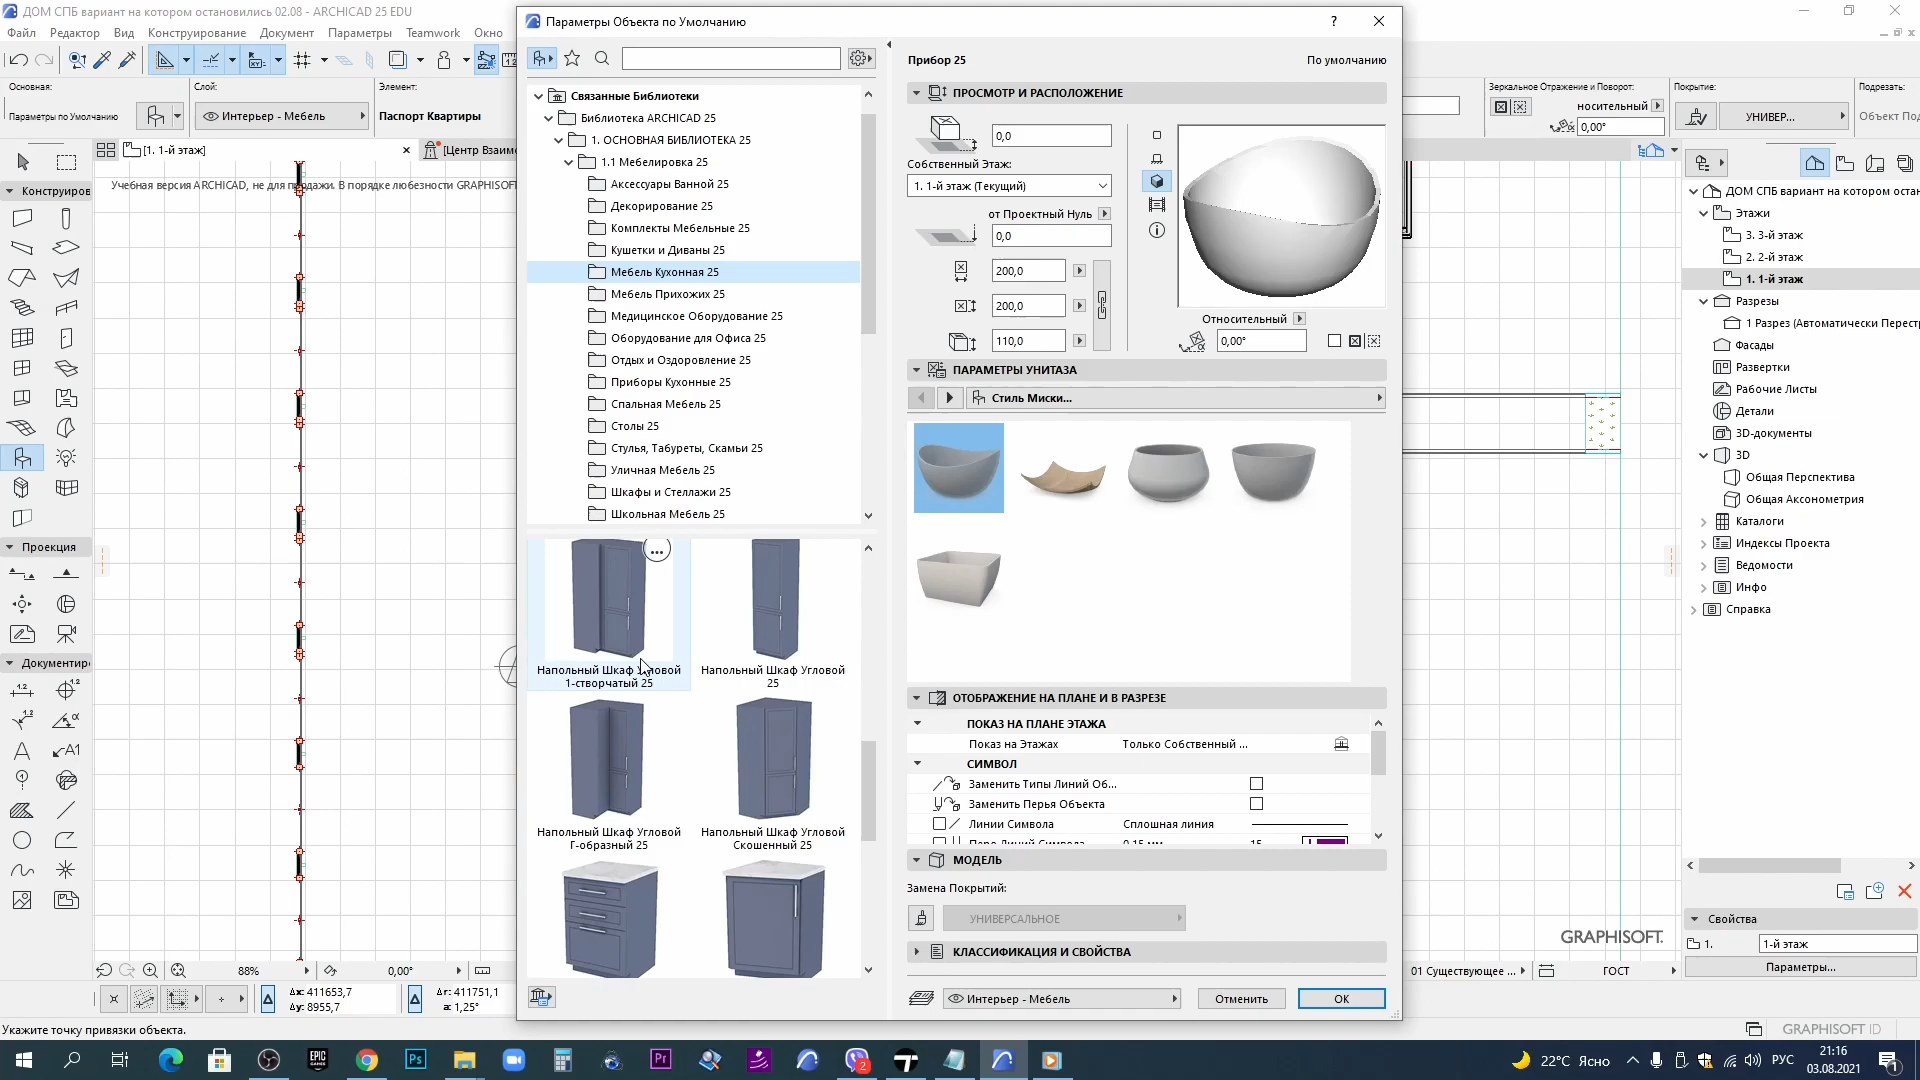 ДОМ СПБ вариант на котором остановились 02.08 - ARCHICAD 25 EDU
Файл Редактор Вид Конструирование Документ Параметры Teamwork Окно
Основная:
Слой:
Элемент:
Параметры по Умолчанию
Интерьер - Мебель
Паспорт Квартиры
[1. 1-й этаж]
[Центр Взаимо
Учебная версия ARCHICAD, не для продажи. В порядке любезности GRAPHISOFT
Конструиров
Проекция
Документир
88%
0,00°
Δx: 411653,7
Δy: 8955,7
Δr: 411751,1
a: 1,25°
Укажите точку привязки объекта.
Параметры Объекта по Умолчанию
Связанные Библиотеки
Библиотека ARCHICAD 25
1. ОСНОВНАЯ БИБЛИОТЕКА 25
1.1 Мебелировка 25
Аксессуары Ванной 25
Декорирование 25
Комплекты Мебельные 25
Кушетки и Диваны 25
Мебель Кухонная 25
Мебель Прихожих 25
Медицинское Оборудование 25
Оборудование для Офиса 25
Отдых и Оздоровление 25
Приборы Кухонные 25
Спальная Мебель 25
Столы 25
Стулья, Табуреты, Скамьи 25
Уличная Мебель 25
Шкафы и Стеллажи 25
Школьная Мебель 25
Напольный Шкаф Угловой
1-створчатый 25
Напольный Шкаф Угловой
25
Напольный Шкаф Угловой
Г-образный 25
Напольный Шкаф Угловой
Скошенный 25
Прибор 25
По умолчанию
ПРОСМОТР И РАСПОЛОЖЕНИЕ
0,0
Собственный Этаж:
1. 1-й этаж (Текущий)
от Проектный Нуль
0,0
200,0
200,0
110,0
Относительный
0,00°
ПАРАМЕТРЫ УНИТАЗА
Стиль Миски...
ОТОБРАЖЕНИЕ НА ПЛАНЕ И В РАЗРЕЗЕ
ПОКАЗ НА ПЛАНЕ ЭТАЖА
Показ на Этажах Только Собственный ...
СИМВОЛ
Заменить Типы Линий Об...
Заменить Перья Объекта
Линии Символа Сплошная линия
Перо Линий Символа 0.15 мм 15
МОДЕЛЬ
Замена Покрытий:
УНИВЕРСАЛЬНОЕ
КЛАССИФИКАЦИЯ И СВОЙСТВА
Интерьер - Мебель
Отменить
OK
Зеркальное Отражение и Поворот:
носительный
0,00°
Покрытие:
УНИВЕР...
Подрезать:
Объект Под
ДОМ СПБ вариант на котором остан
Этажи
3. 3-й этаж
2. 2-й этаж
1. 1-й этаж
Разрезы
1 Разрез (Автоматически Перестр
Фасады
Развертки
Рабочие Листы
Детали
3D-документы
3D
Общая Перспектива
Общая Аксонометрия
Каталоги
Индексы Проекта
Ведомости
Инфо
Справка
Свойства
1.
1-й этаж
Параметры...
GRAPHISOFT.
01 Существующее ...
ГОСТ
GRAPHISOFT ID
22°C Ясно
РУС
21:16
03.08.2021